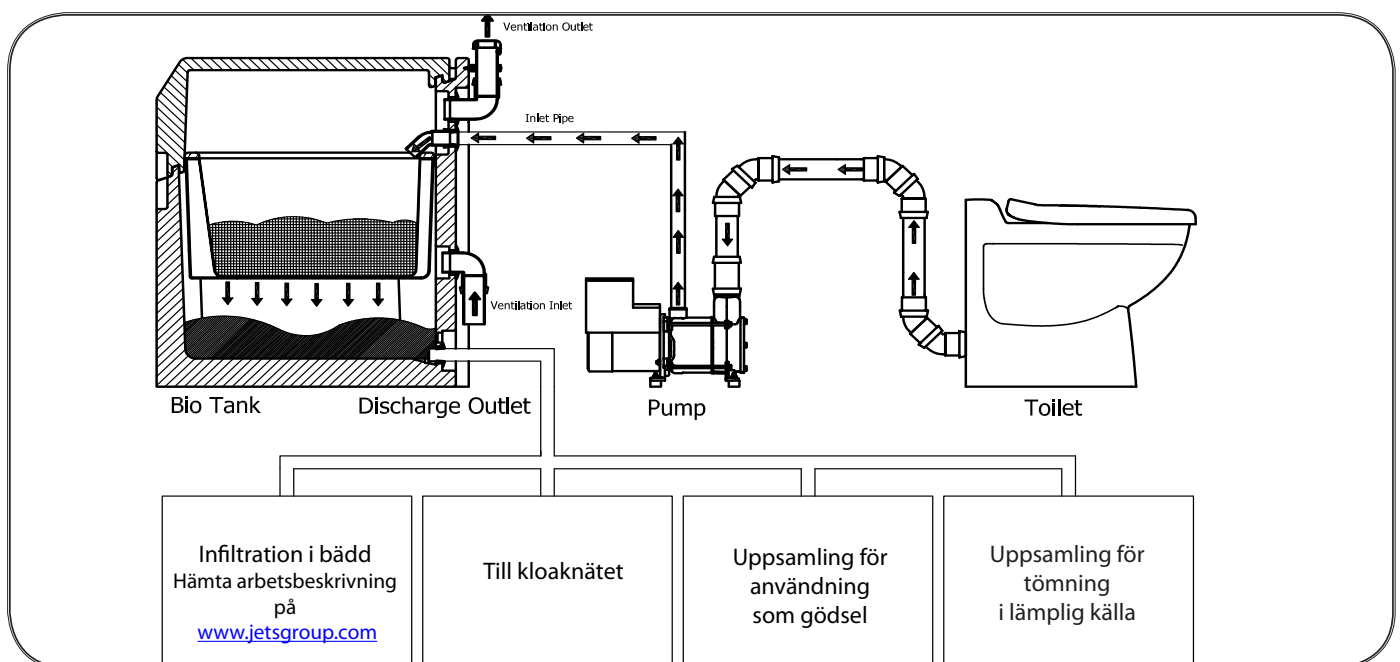 Ventilation Outlet
Inlet Pipe
Ventilation Inlet
Bio Tank
Discharge Outlet
Pump
Toilet
Infiltration i bädd
Hämta arbetsbeskrivning
på
www.jetsgroup.com
Till kloaknätet
Uppsamling för
användning
som gödsel
Uppsamling för
tömning
i lämplig källa